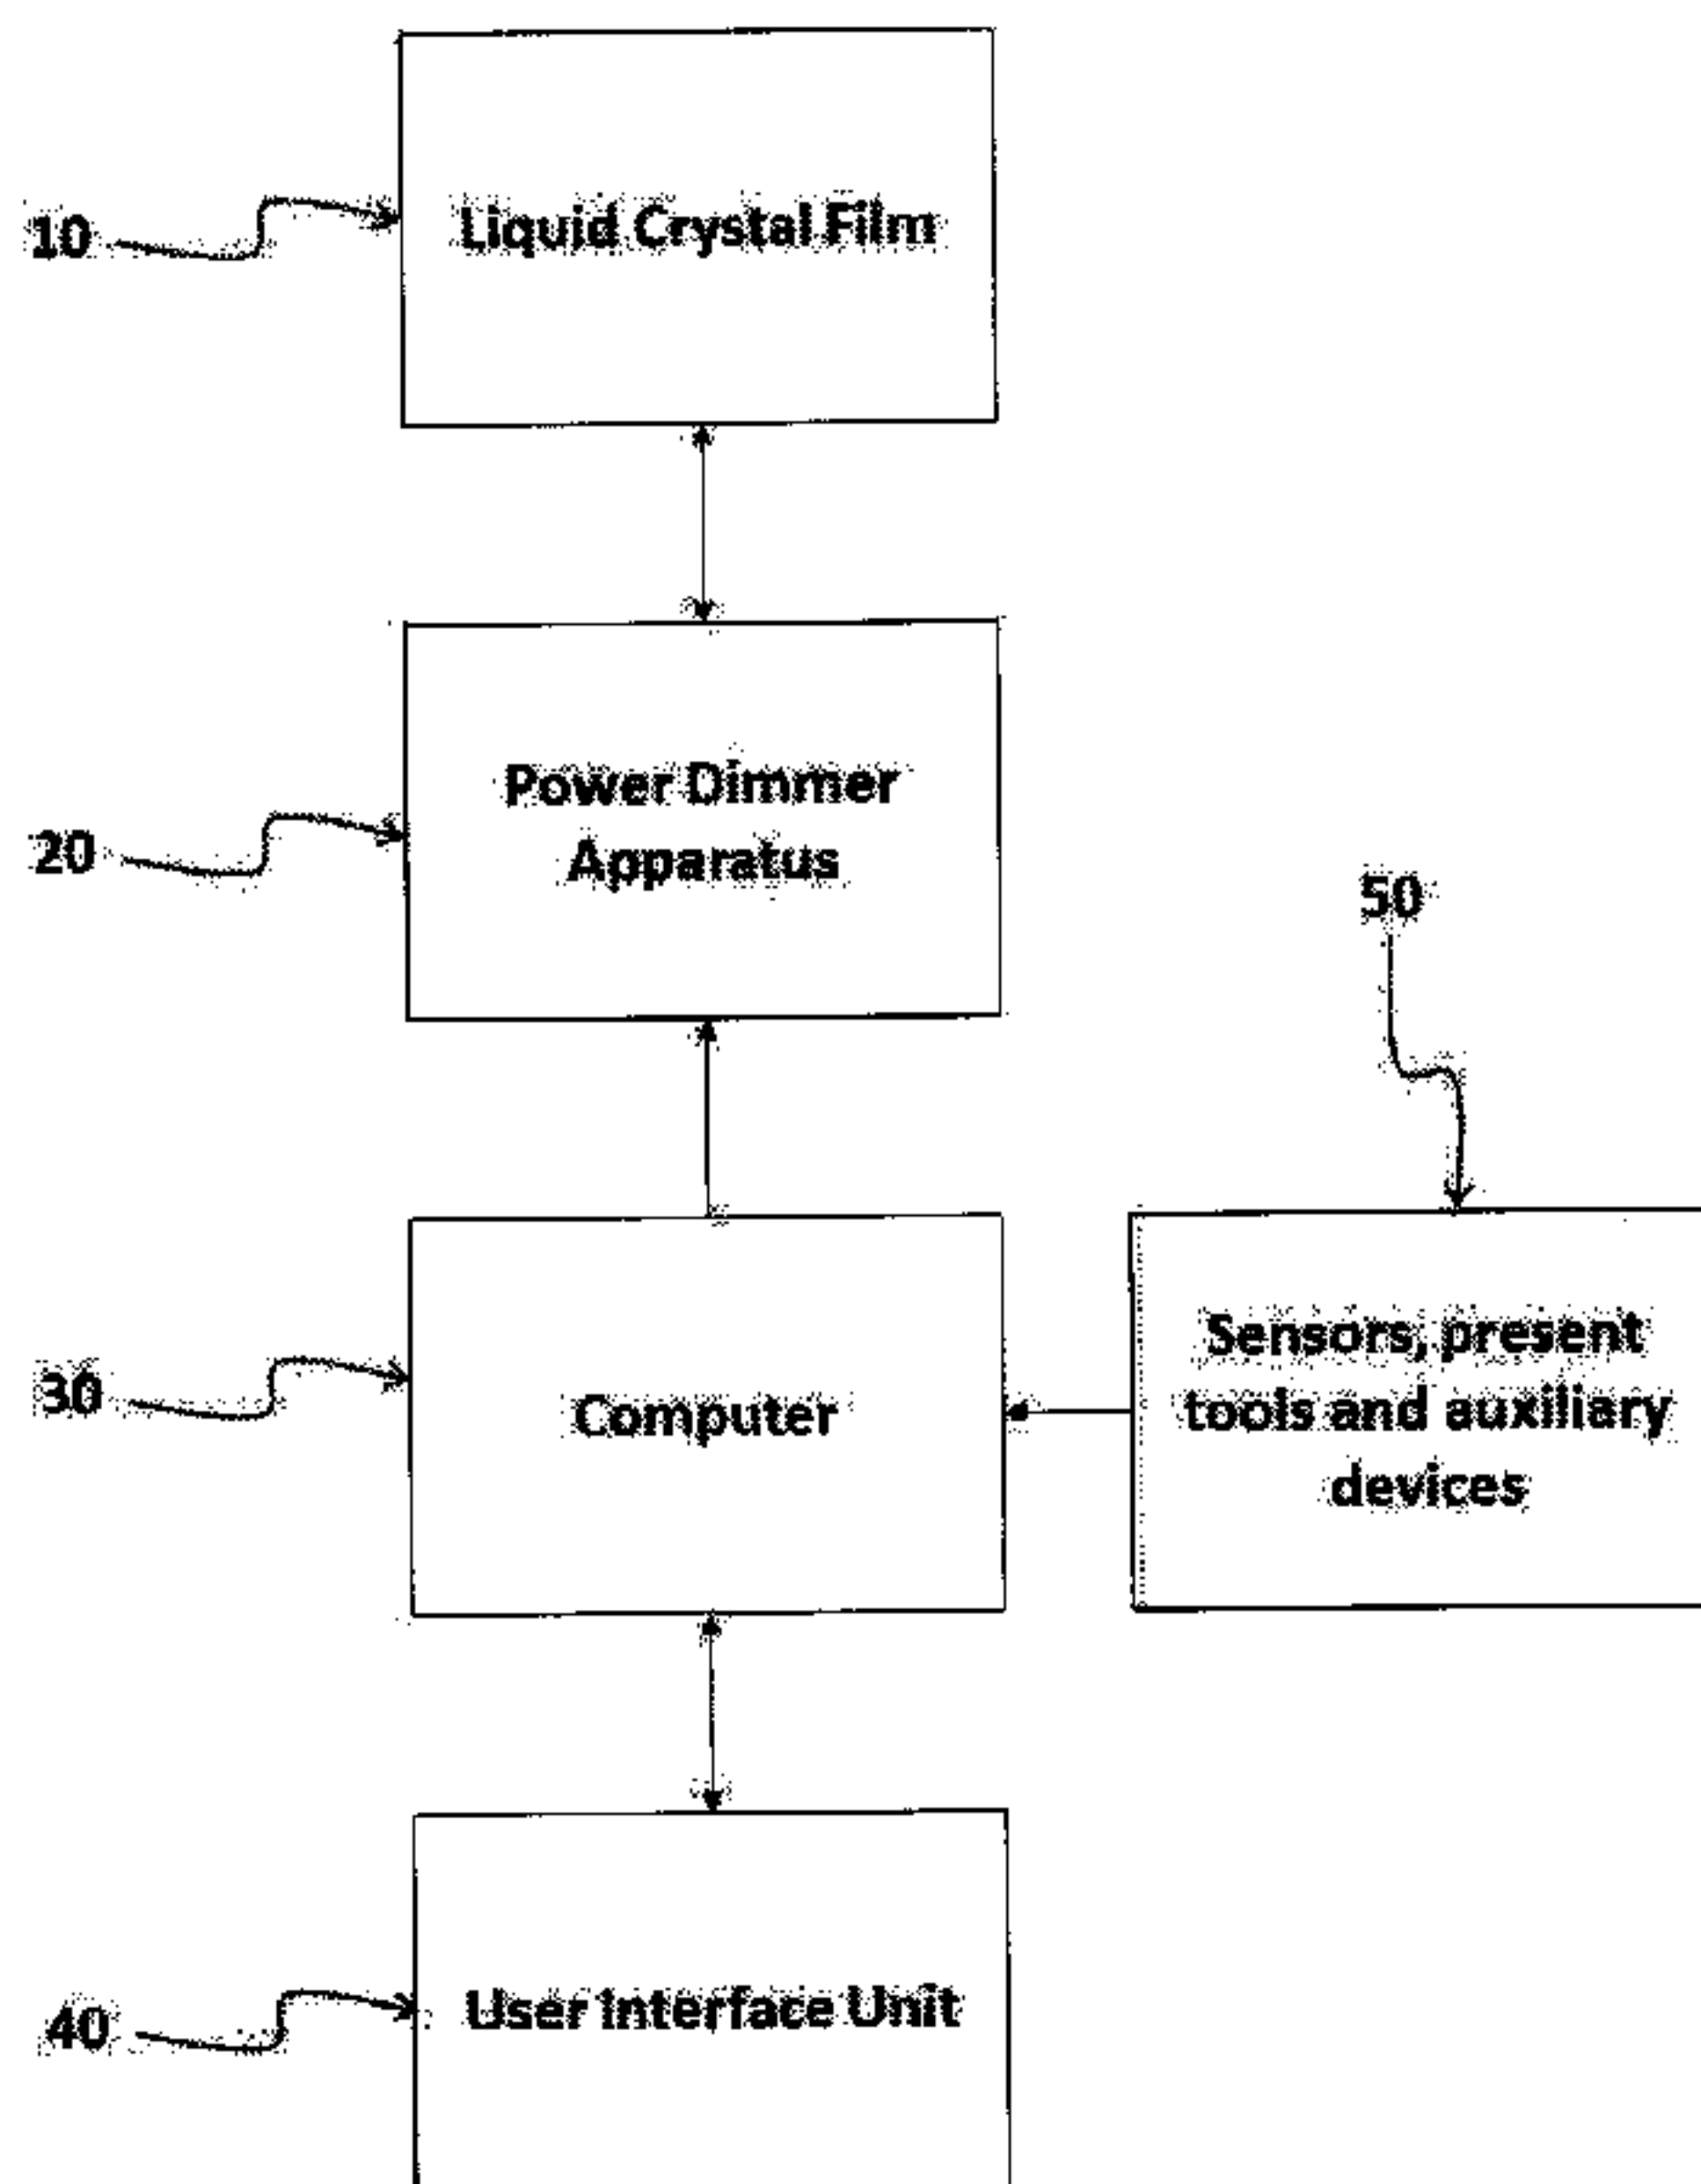 10
Liquid Crystal Film
20
Power Dimmer
Apparatus
50
30
Computer
Sensors, present
tools and auxiliary
devices
40
User Interface Unit